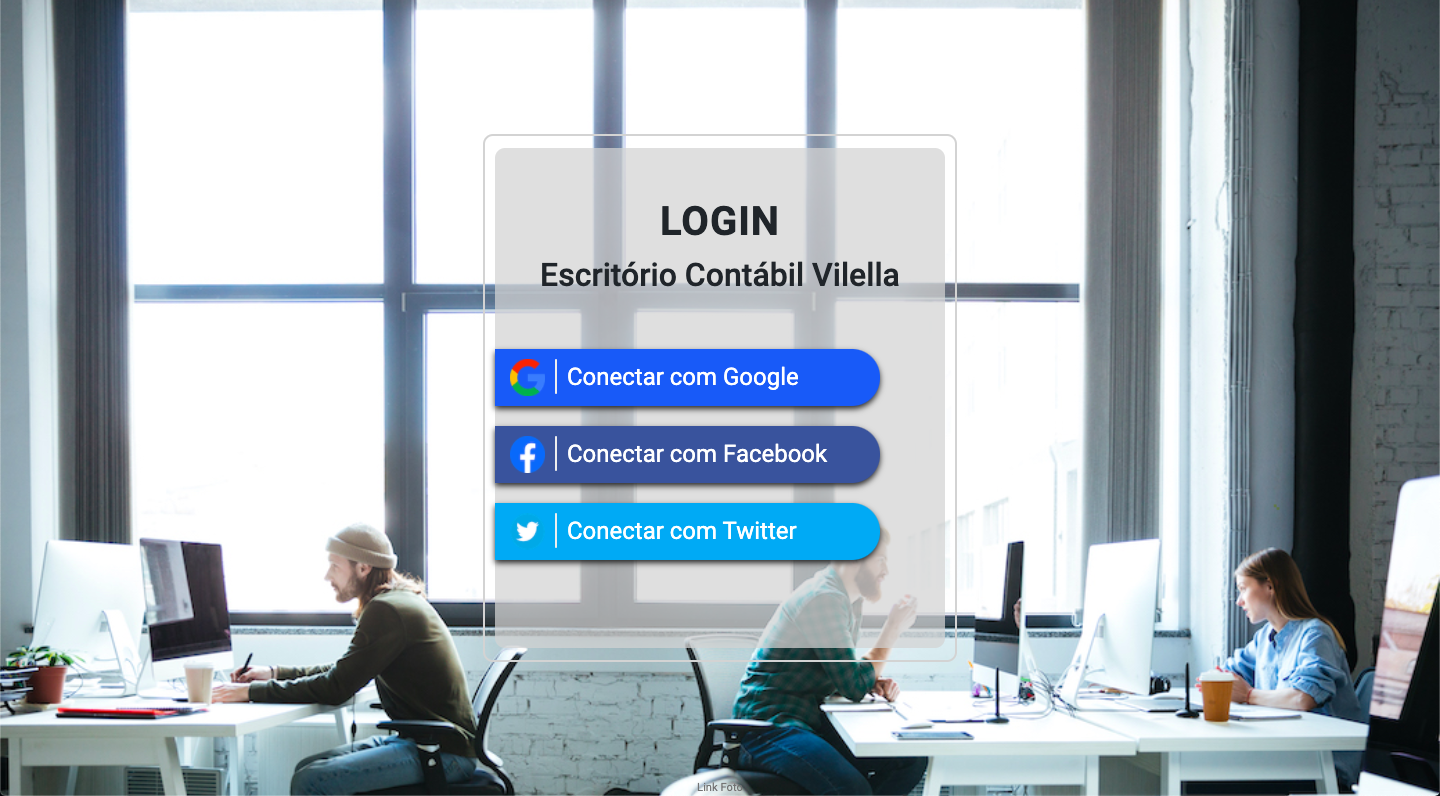 LOGIN
Escritório Contábil Vilella
Conectar com Google
Conectar com Facebook
Conectar com Twitter
Link Foto